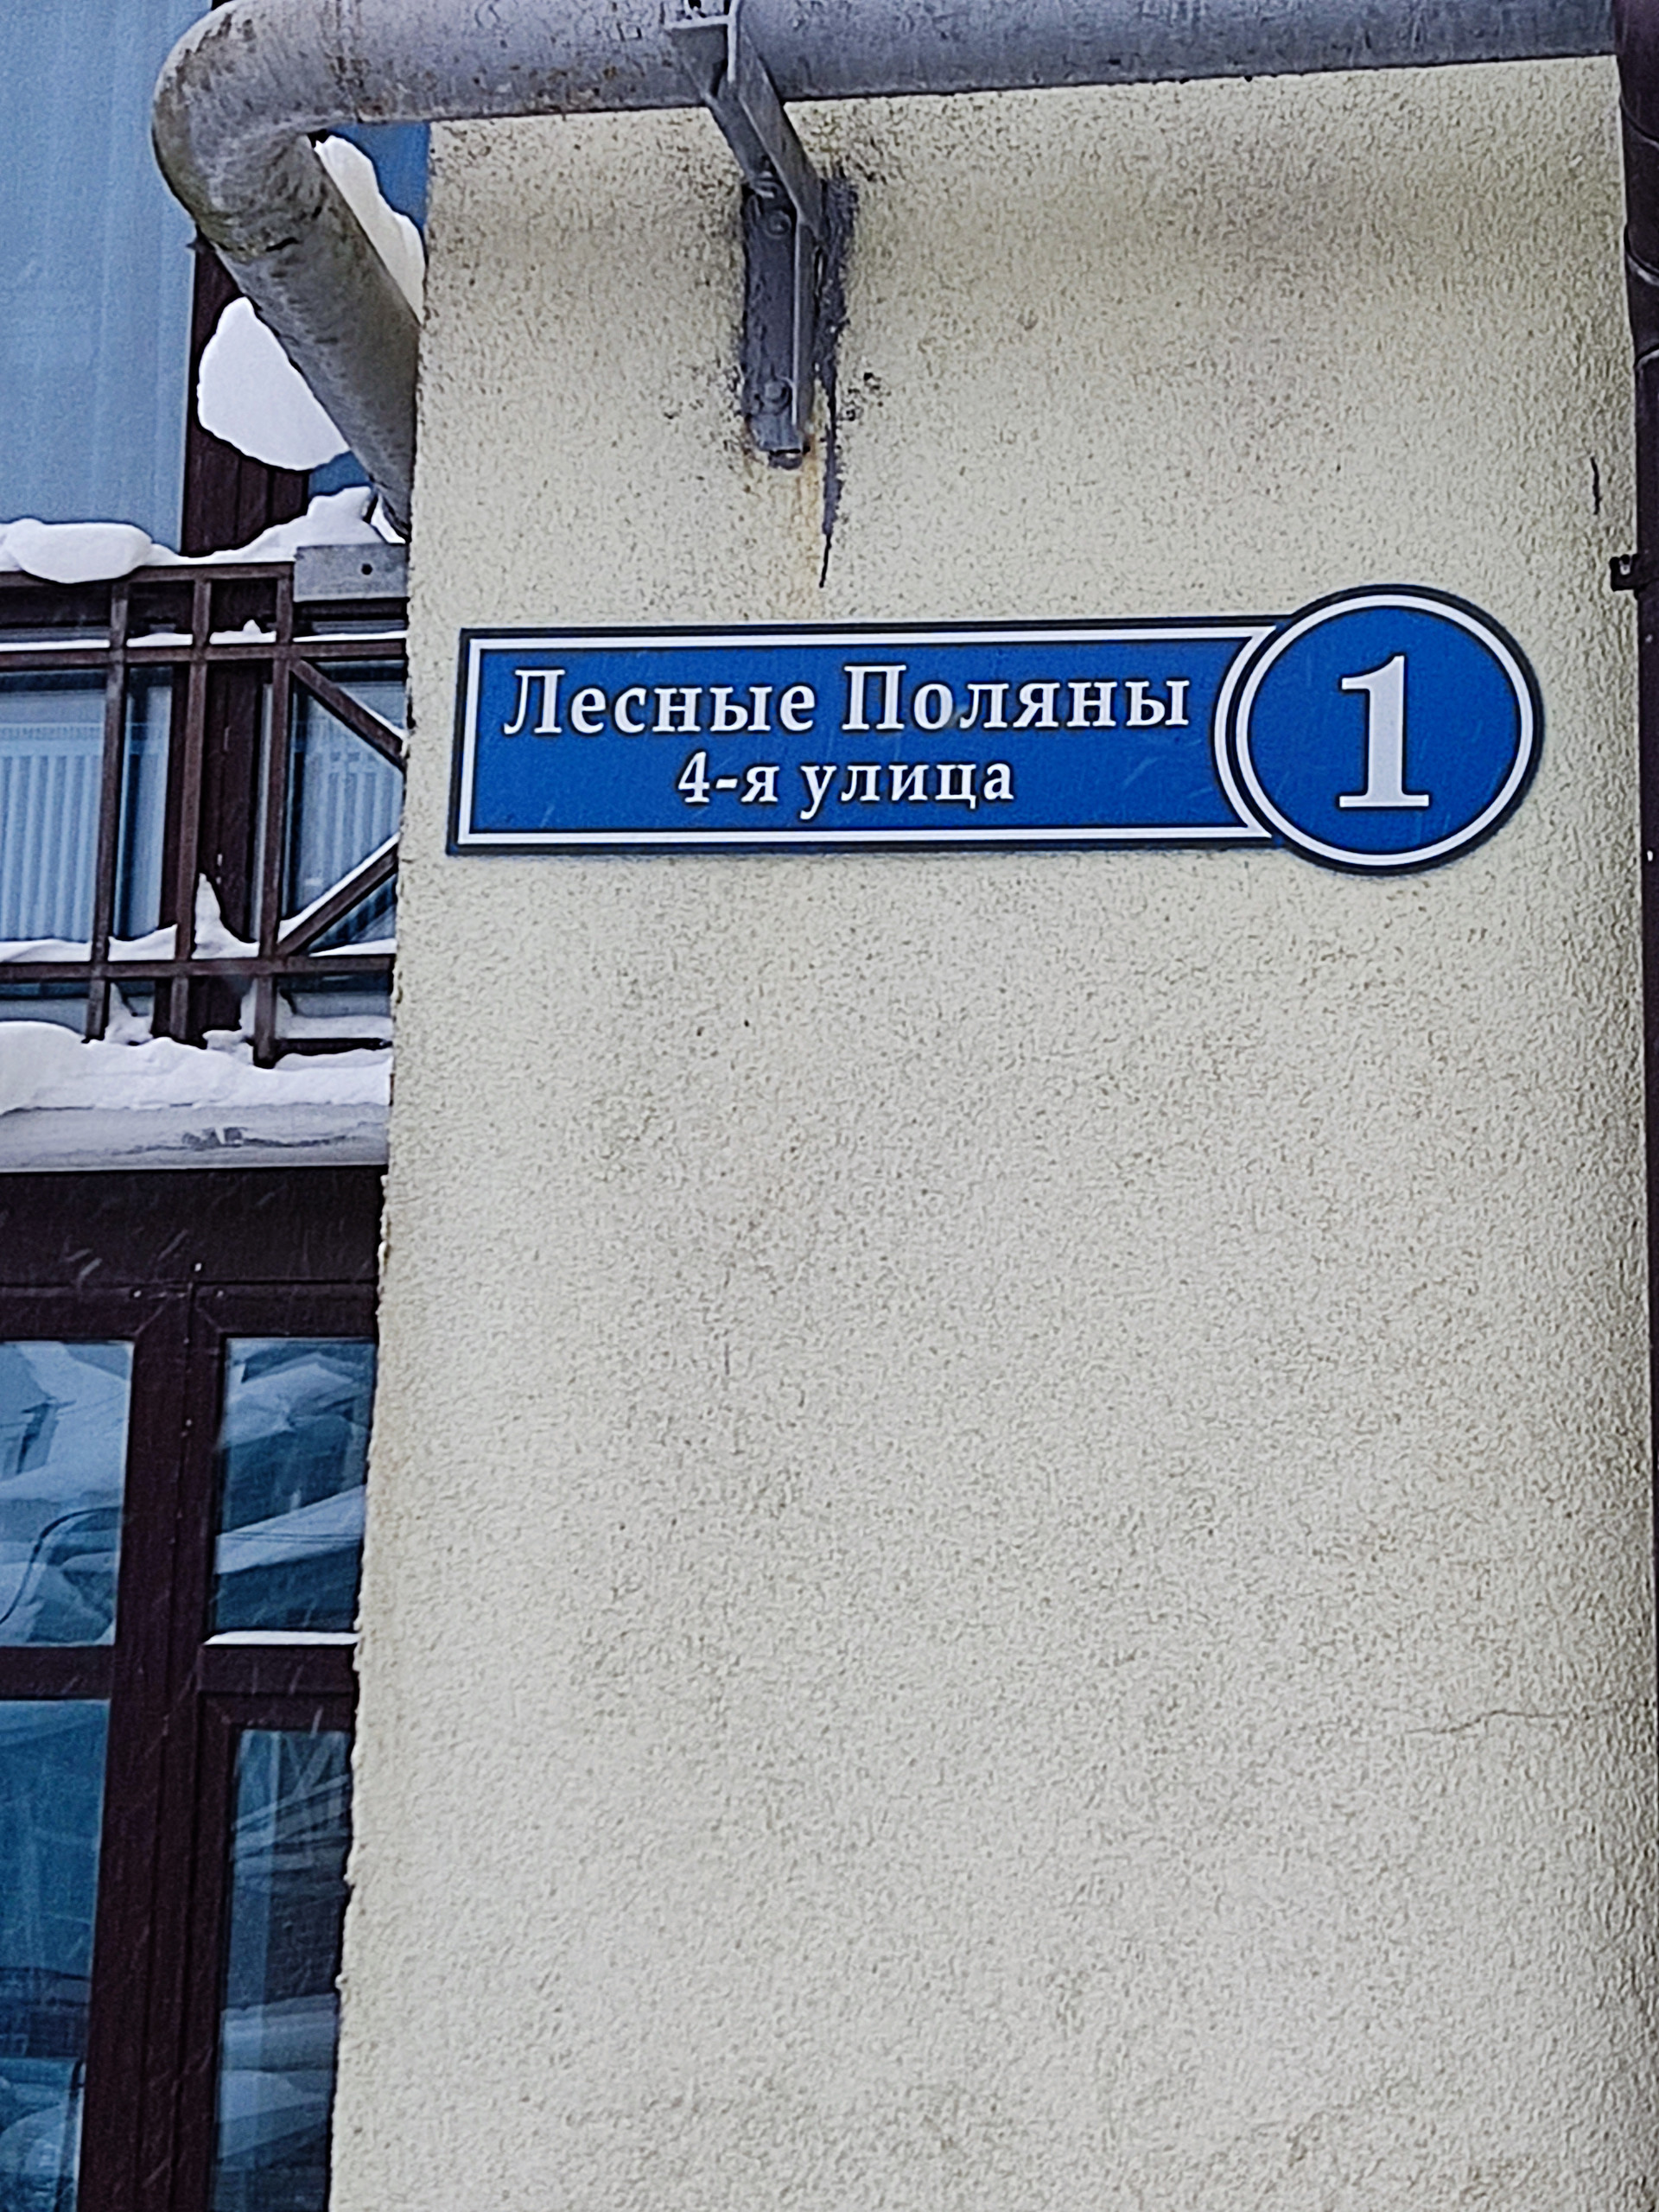 Лесные Поляны
4-я улица
1